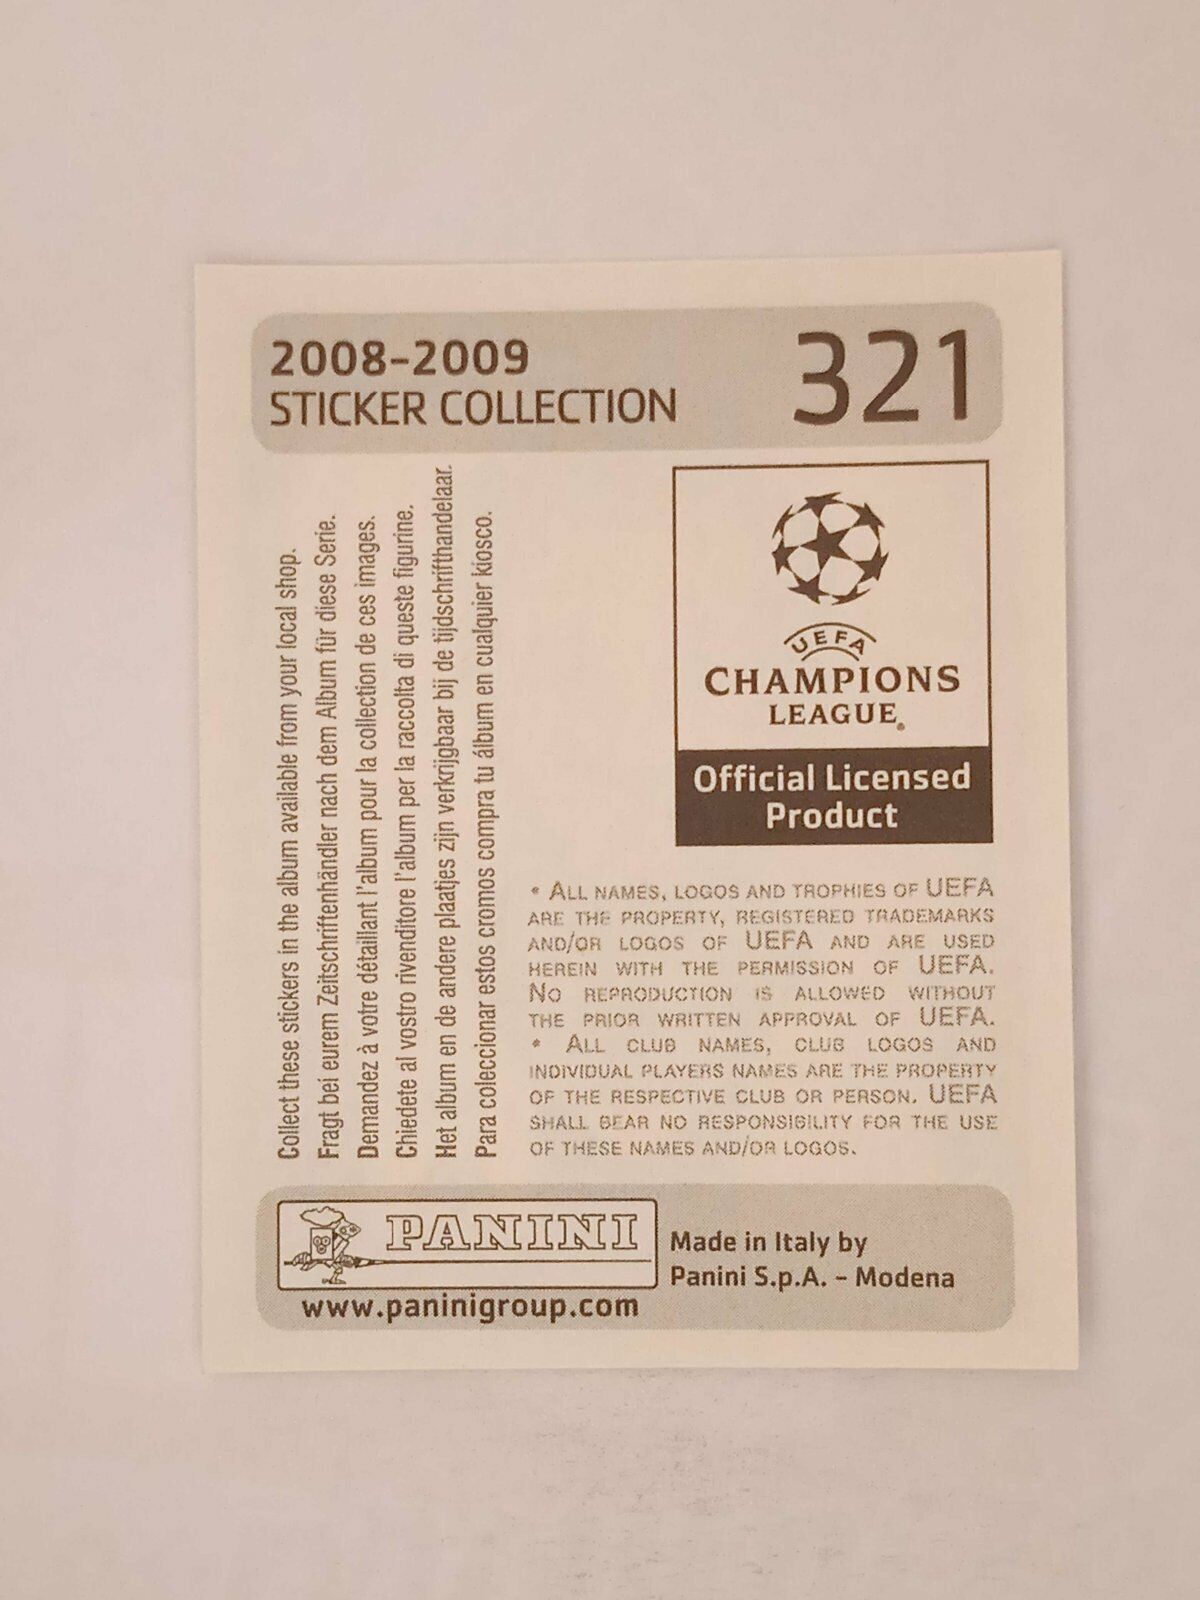 2008-2009
STICKER COLLECTION
321
Collect these stickers in the album available from your local shop.
Fragt bei eurem Zeitschriftenhändler nach dem Album für diese Serie.
Demandez à votre détaillant l'album pour la collection de ces images.
Chiedete al vostro rivenditore l'album per la raccolta di queste figurine.
Het album en de andere plaatjes zijn verkrijgbaar bij de tijdschrifthandelaar.
Para coleccionar estos cromos compra tu álbum en cualquier kiosco.
UEFA
CHAMPIONS
LEAGUE®
Official Licensed
Product
* ALL NAMES, LOGOS AND TROPHIES OF UEFA
ARE THE PROPERTY, REGISTERED TRADEMARKS
AND/OR LOGOS OF UEFA AND ARE USED
HEREIN WITH THE PERMISSION OF UEFA.
NO REPRODUCTION IS ALLOWED WITHOUT
THE PRIOR WRITTEN APPROVAL OF UEFA.
* ALL CLUB NAMES, CLUB LOGOS AND
INDIVIDUAL PLAYERS NAMES ARE THE PROPERTY
OF THE RESPECTIVE CLUB OR PERSON. UEFA
SHALL BEAR NO RESPONSIBILITY FOR THE USE
OF THESE NAMES AND/OR LOGOS.
PANINI
www.paninigroup.com
Made in Italy by
Panini S.p.A. - Modena